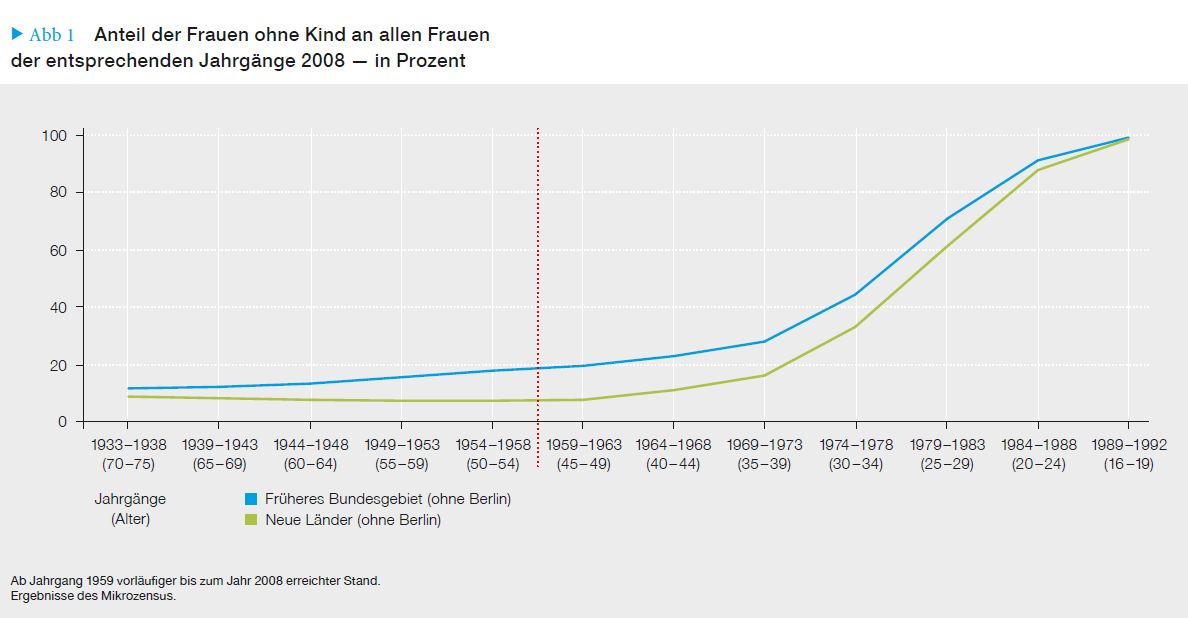 ▶ Abb 1 Anteil der Frauen ohne Kind an allen Frauen
der entsprechenden Jahrgänge 2008 — in Prozent
100
80
60
40
20
0
1933–1938 1939–1943 1944–1948 1949–1953 1954–1958 1959–1963 1964–1968 1969–1973 1974–1978 1979–1983 1984–1988 1989–1992
(70–75) (65–69) (60–64) (55–59) (50–54) (45–49) (40–44) (35–39) (30–34) (25–29) (20–24) (16–19)
Jahrgänge
(Alter)
Früheres Bundesgebiet (ohne Berlin)
Neue Länder (ohne Berlin)
Ab Jahrgang 1959 vorläufiger bis zum Jahr 2008 erreichter Stand.
Ergebnisse des Mikrozensus.